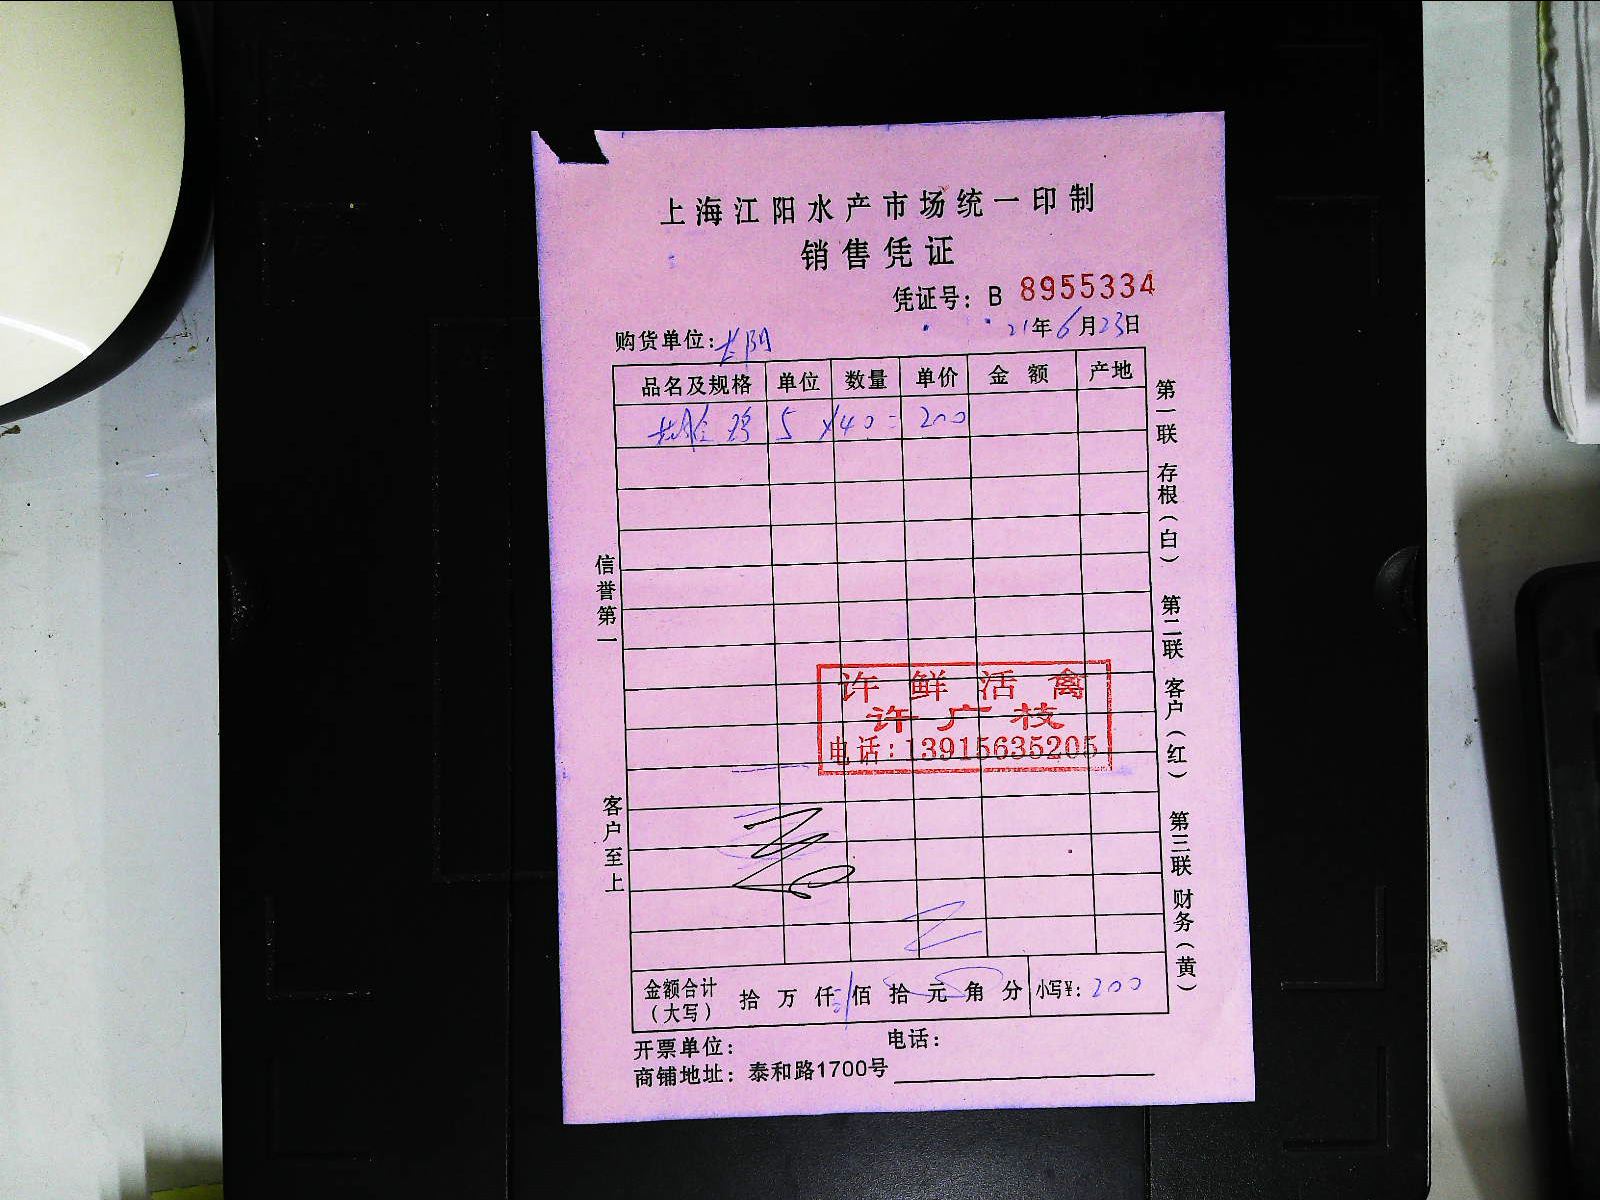 上海江阳水产市场统一印制
销售凭证
凭证号：B 8955334
21年6月23日
购货单位：长阴
品名及规格 单位 数量 单价 金额 产地
鸡 5 ×40= 200
信誉第一
客户至上
第一联 存根（白） 第二联 客户（红） 第三联 财务（黄）
许鲜活禽
许广枝
电话：13915635205
金额合计（大写） 拾 万 仟 佰 拾 元 角 分 小写¥：200
开票单位： 电话：
商铺地址：泰和路1700号